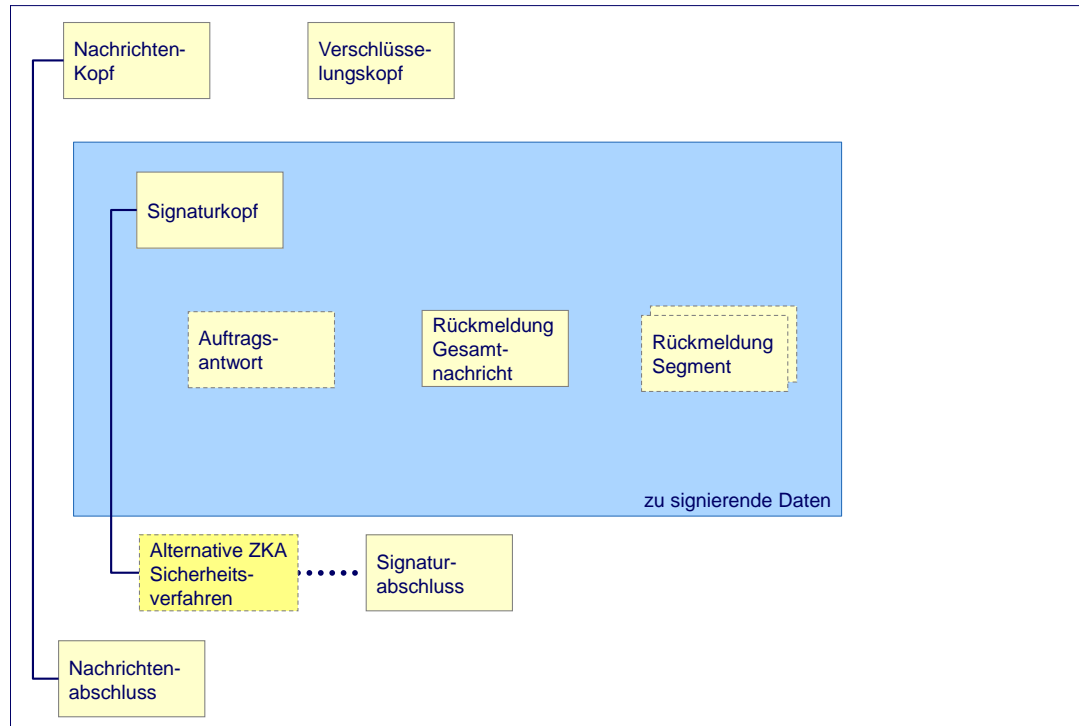 Nachrichten-
Kopf
Verschlüsse-
lungskopf
Signaturkopf
Auftrags-
antwort
Rückmeldung
Gesamt-
nachricht
Rückmeldung
Segment
zu signierende Daten
Alternative ZKA
Sicherheits-
verfahren
Signatur-
abschluss
Nachrichten-
abschluss